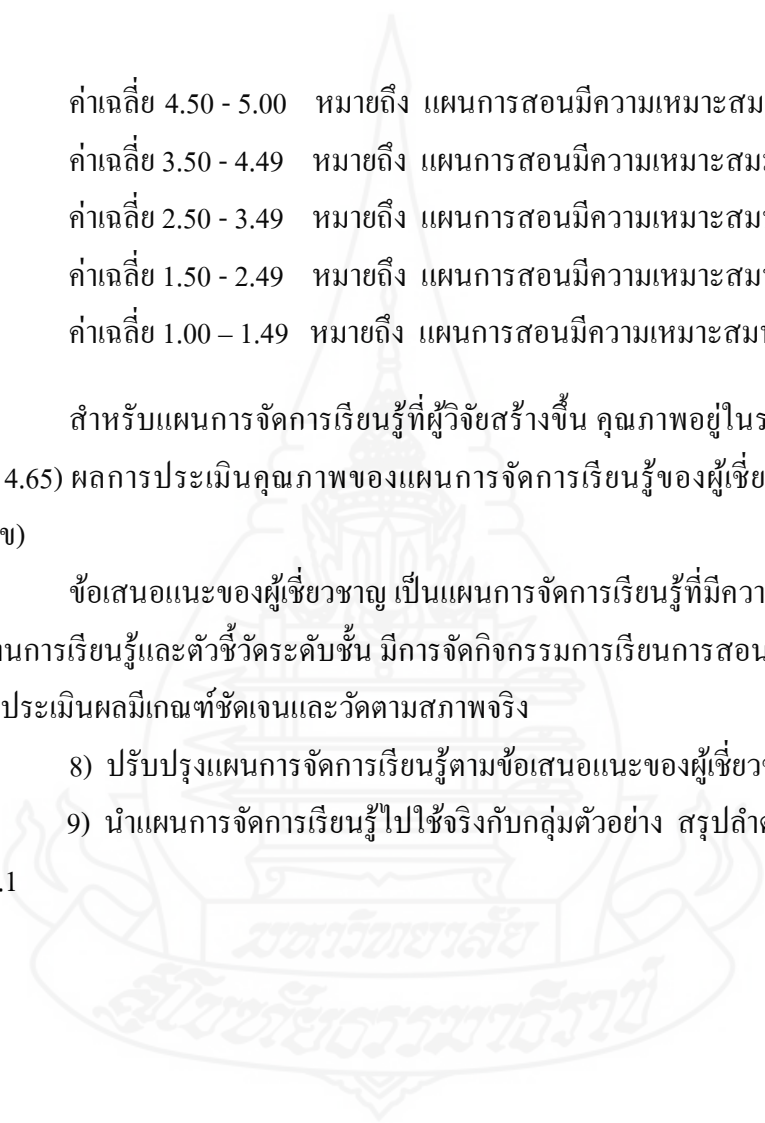 ค่าเฉลี่ย 4.50 - 5.00 หมายถึง แผนการสอนมีความเหมาะสม
ค่าเฉลี่ย 3.50 - 4.49 หมายถึง แผนการสอนมีความเหมาะสม
ค่าเฉลี่ย 2.50 - 3.49 หมายถึง แผนการสอนมีความเหมาะสม
ค่าเฉลี่ย 1.50 - 2.49 หมายถึง แผนการสอนมีความเหมาะสม
ค่าเฉลี่ย 1.00 – 1.49 หมายถึง แผนการสอนมีความเหมาะสม
สำหรับแผนการจัดการเรียนรู้ที่ผู้วิจัยสร้างขึ้น คุณภาพอยู่ใน
4.65) ผลการประเมินคุณภาพของแผนการจัดการเรียนรู้ของผู้เชี่ย
ข)
ข้อเสนอแนะของผู้เชี่ยวชาญ เป็นแผนการจัดการเรียนรู้ที่มีควา
านการเรียนรู้และตัวชี้วัดระดับชั้น มีการจัดกิจกรรมการเรียนการสอน
ประเมินผลมีเกณฑ์ชัดเจนและวัดตามสภาพจริง
8) ปรับปรุงแผนการจัดการเรียนรู้ตามข้อเสนอแนะของผู้เชี่ยวช
9) นำแผนการจัดการเรียนรู้ไปใช้จริงกับกลุ่มตัวอย่าง สรุปลำด
.1
มหาวิทยาลัย
สุโขทัยธรรมาธิราช